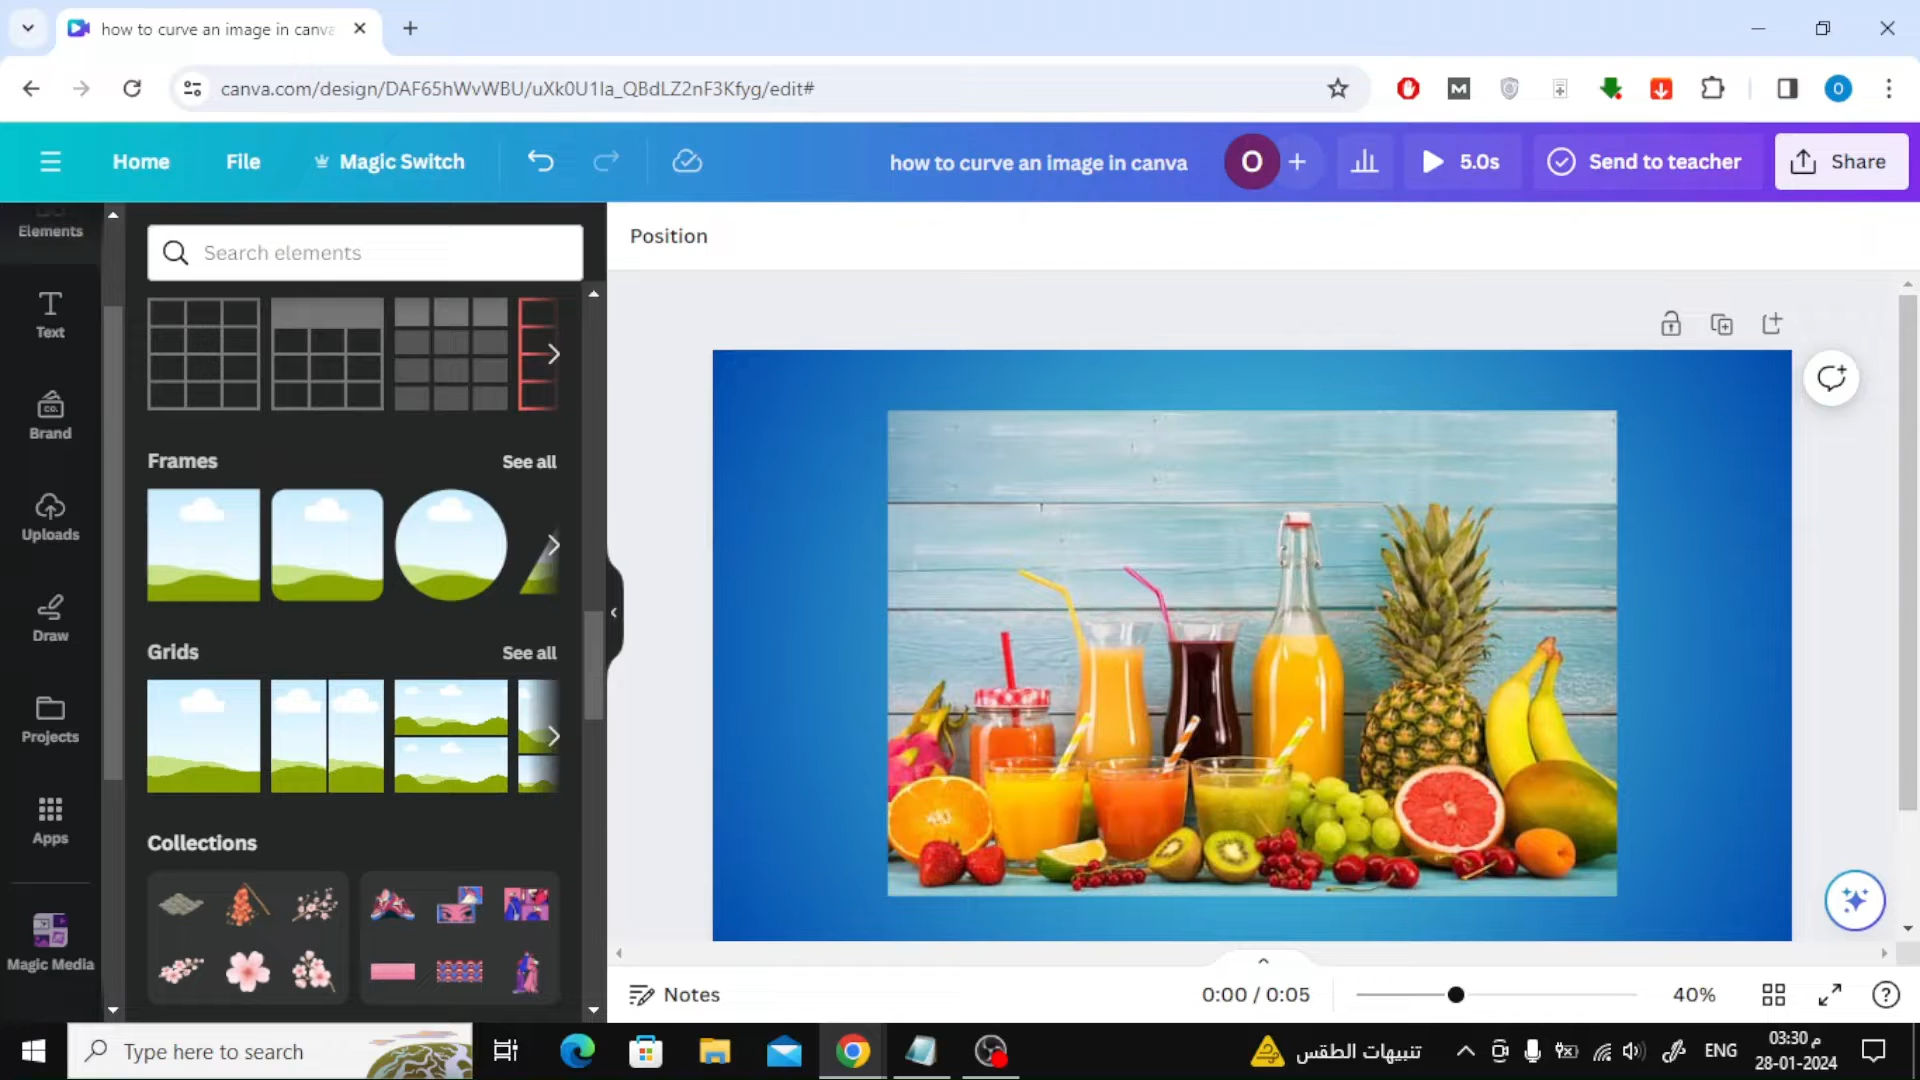 how to curve an image in canva
canva.com/design/DAF65hWvWBU/uXk0U1la_QBdLZ2nF3Kfyg/edit#
O
Home
File
Magic Switch
how to curve an image in canva
O
5.0s
Send to teacher
Share
Elements
Text
CO.
Brand
Uploads
Draw
Projects
Apps
Magic Media
Search elements
Frames
See all
Grids
See all
Collections
Position
Notes
0:00 / 0:05
40%
Type here to search
تنبيهات الطقس
ENG
03:30 م
28-01-2024